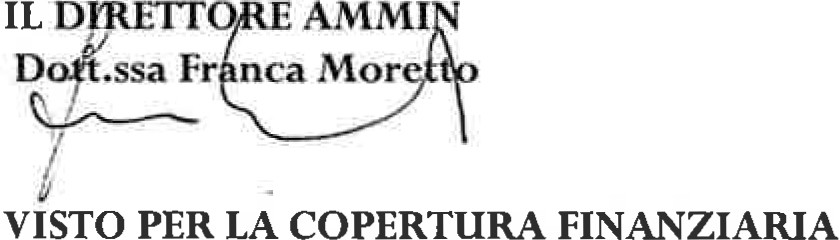 IL DIRETTORE AMMIN
Dott.ssa Franca Moretto
VISTO PER LA COPERTURA FINANZIARIA